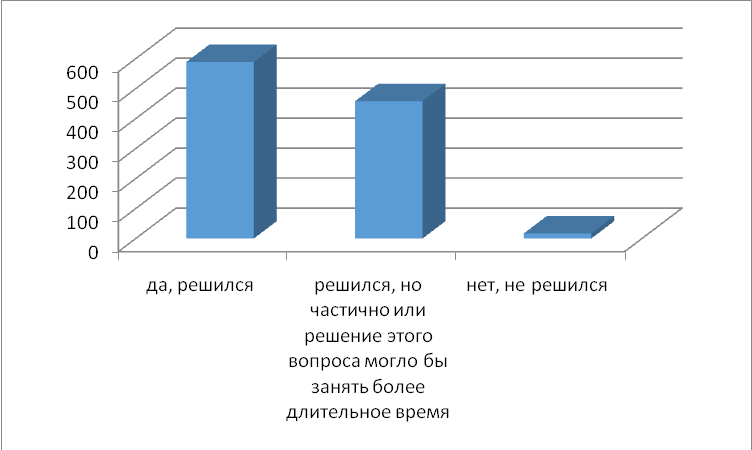 600
500
400
300
200
100
0
да, решился
решился, но
частично или
решение этого
вопроса могло бы
занять более
длительное время
нет, не решился